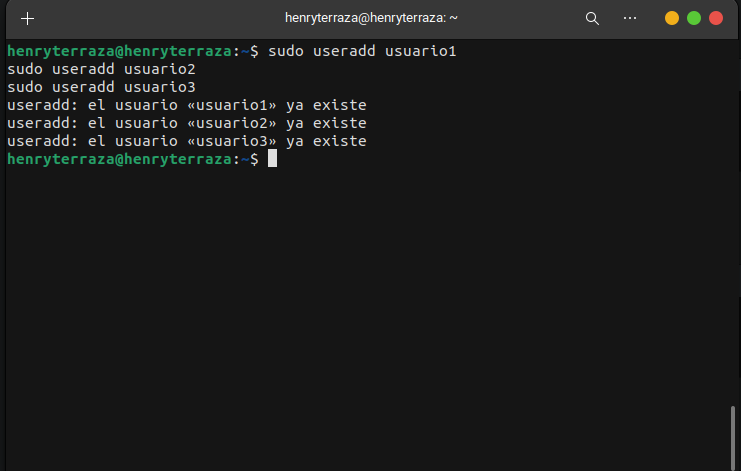 henryterraza@henryterraza: ~
henryterraza@henryterraza:~$ sudo useradd usuario1
sudo useradd usuario2
sudo useradd usuario3
useradd: el usuario «usuario1» ya existe
useradd: el usuario «usuario2» ya existe
useradd: el usuario «usuario3» ya existe
henryterraza@henryterraza:~$